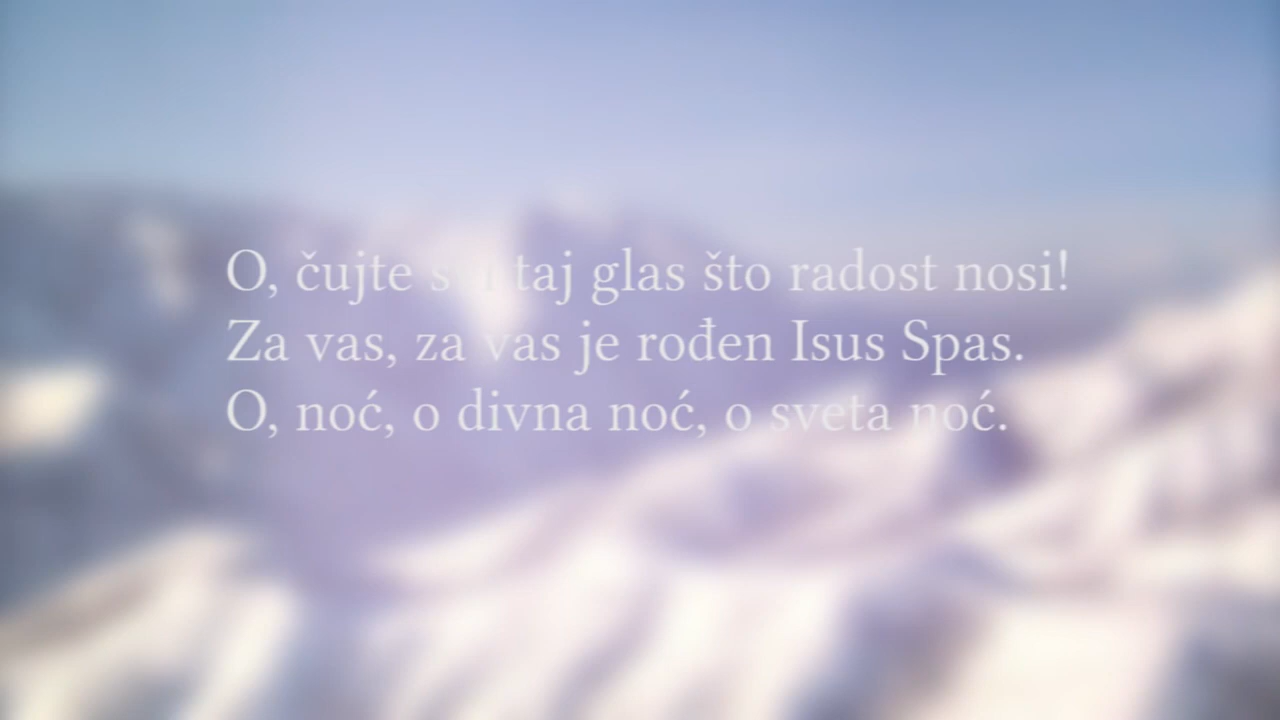 O, čujte svi taj glas što radost nosi!
Za vas, za vas je rođen Isus Spas.
O, noć, o divna noć, o sveta noć.